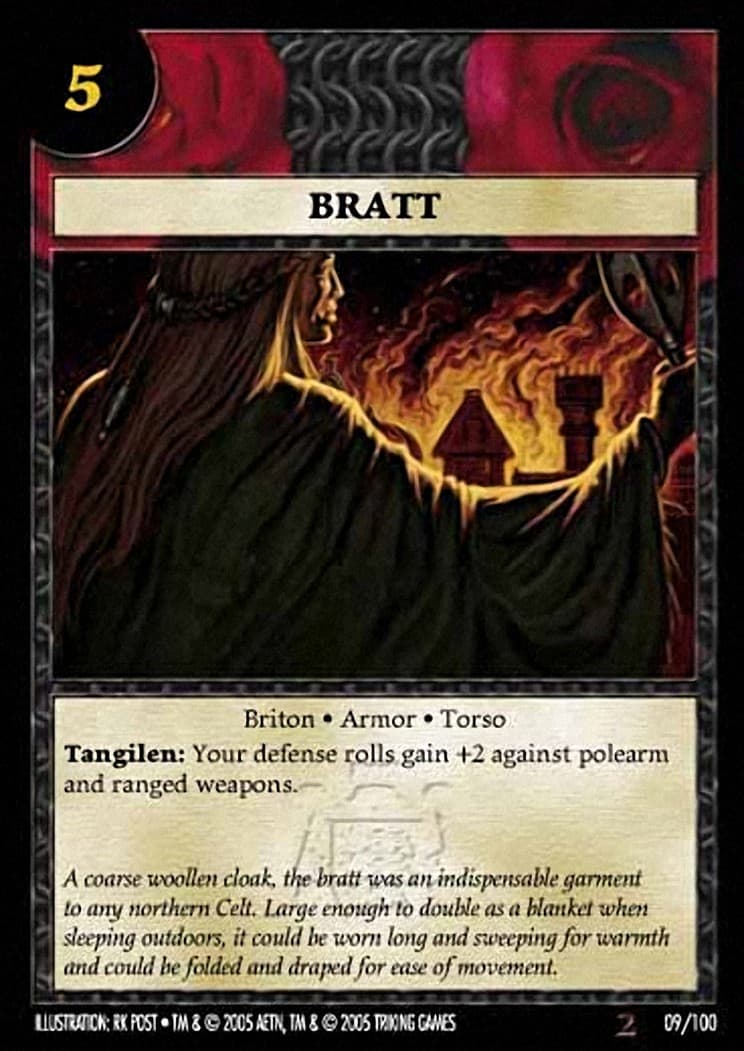 5
BRATT
Briton • Armor • Torso
Tangilen: Your defense rolls gain +2 against polearm
and ranged weapons.
A coarse woollen cloak, the bratt was an indispensable garment
to any northern Celt. Large enough to double as a blanket when
sleeping outdoors, it could be worn long and sweeping for warmth
and could be folded and draped for ease of movement.
ILLUSTRATION: RK POST • TM & © 2005 AETN, TM & © 2005 TRIKING GAMES
2 09/100